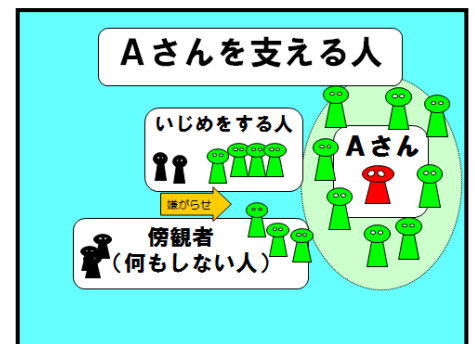 Aさんを支える人
いじめをする人
Aさん
嫌がらせ
傍観者
（何もしない人）